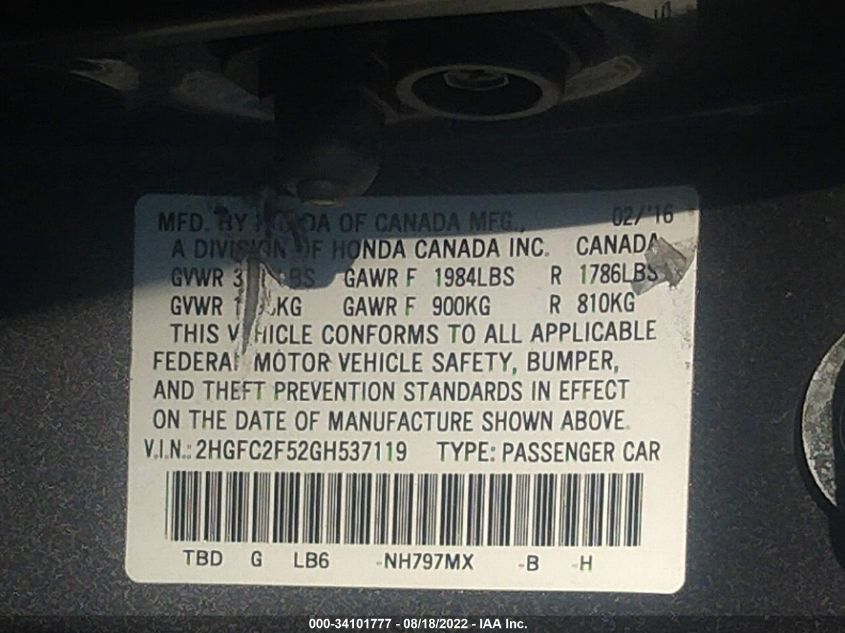 MFD. BY OF CANADA MFG., 02/'16
A DIVISION OF HONDA CANADA INC. CANADA
GVWR GAWR F 1984LBS R 1786LBS
GVWR GAWR F 900KG R 810KG
THIS VEHICLE CONFORMS TO ALL APPLICABLE
FEDERAL MOTOR VEHICLE SAFETY, BUMPER,
AND THEFT PREVENTION STANDARDS IN EFFECT
ON THE DATE OF MANUFACTURE SHOWN ABOVE.
V.I.N.: 2HGFC2F52GH537119 TYPE: PASSENGER CAR
TBD G LB6 -NH797MX -B -H
000-34101777 - 08/18/2022 - IAA Inc.